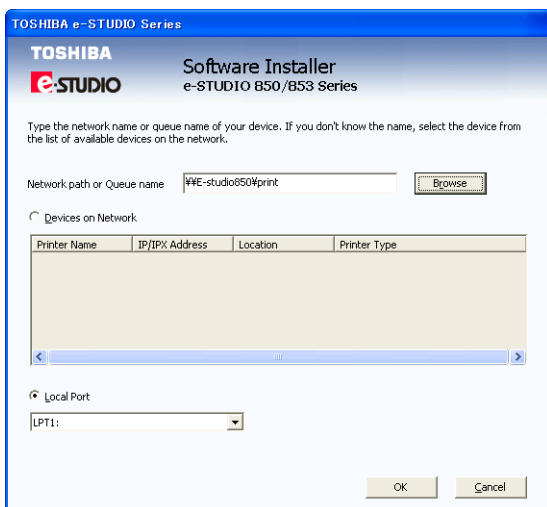 TOSHIBA e-STUDIO Series
TOSHIBA
e-STUDIO
Software Installer
e-STUDIO 850/853 Series
Type the network name or queue name of your device. If you don't know the name, select the device from
the list of available devices on the network.
Network path or Queue name
¥¥E-studio850¥print
Browse
Devices on Network
Printer Name IP/IPX Address Location Printer Type
Local Port
LPT1:
OK Cancel